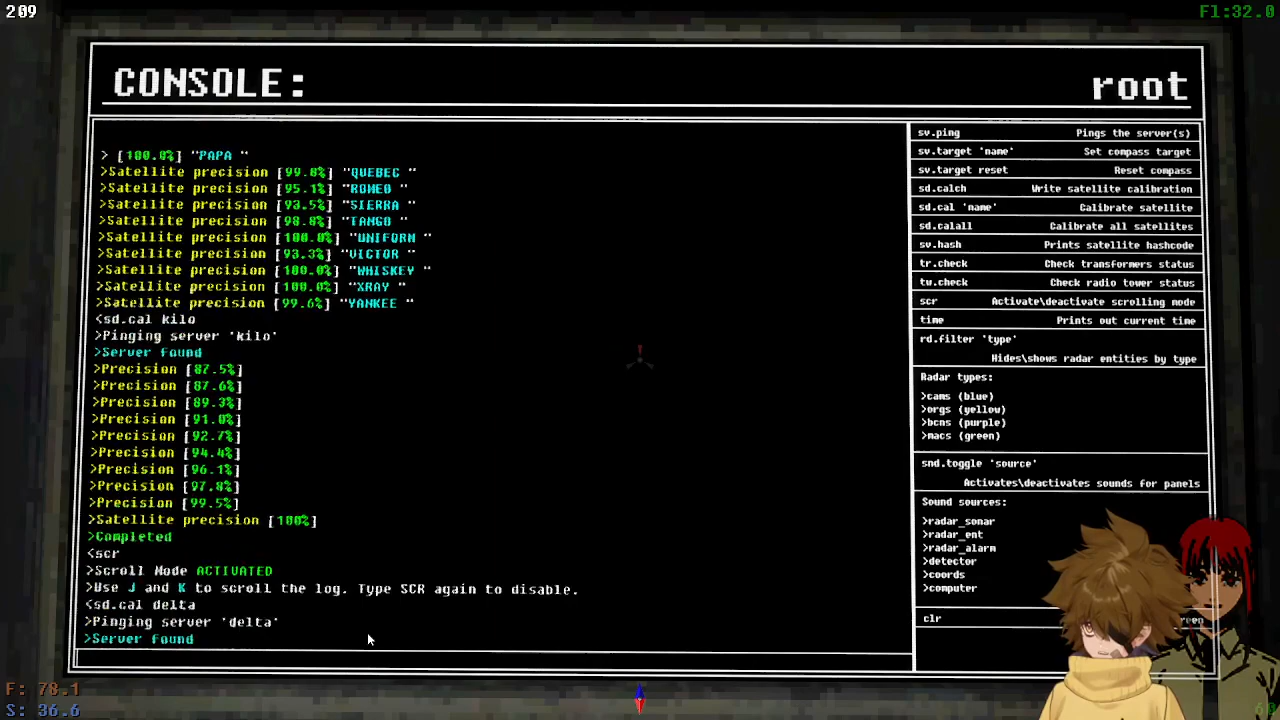 209
F1:32.0
CONSOLE:
root
> [100.0%] "PAPA "
>Satellite precision [99.8%] "QUEBEC "
>Satellite precision [95.1%] "ROMEO "
>Satellite precision [93.5%] "SIERRA "
>Satellite precision [98.8%] "TANGO "
>Satellite precision [100.0%] "UNIFORM "
>Satellite precision [93.3%] "VICTOR "
>Satellite precision [100.0%] "WHISKEY "
>Satellite precision [100.0%] "XRAY "
>Satellite precision [99.6%] "YANKEE "
<sd.cal kilo
>Pinging server 'kilo'
>Server found
>Precision [87.5%]
>Precision [87.6%]
>Precision [89.3%]
>Precision [91.0%]
>Precision [92.7%]
>Precision [94.4%]
>Precision [96.1%]
>Precision [97.8%]
>Precision [99.5%]
>Satellite precision [100%]
>Completed
<scr
>Scroll Mode ACTIVATED
>Use J and K to scroll the log. Type SCR again to disable.
<sd.cal delta
>Pinging server 'delta'
>Server found
sv.ping Pings the server(s)
sv.target 'name' Set compass target
sv.target reset Reset compass
sd.calch Write satellite calibration
sd.cal 'name' Calibrate satellite
sd.calall Calibrate all satellites
sv.hash Prints satellite hashcode
tr.check Check transformers status
tw.check Check radio tower status
scr Activate\deactivate scrolling mode
time Prints out current time
rd.filter 'type'
Hides\shows radar entities by type
Radar types:
>cams (blue)
>orgs (yellow)
>bcns (purple)
>macs (green)
snd.toggle 'source'
Activates\deactivates sounds for panels
Sound sources:
>radar_sonar
>radar_ent
>radar_alarm
>detector
>coords
>computer
clr
F: 78.1
S: 36.6